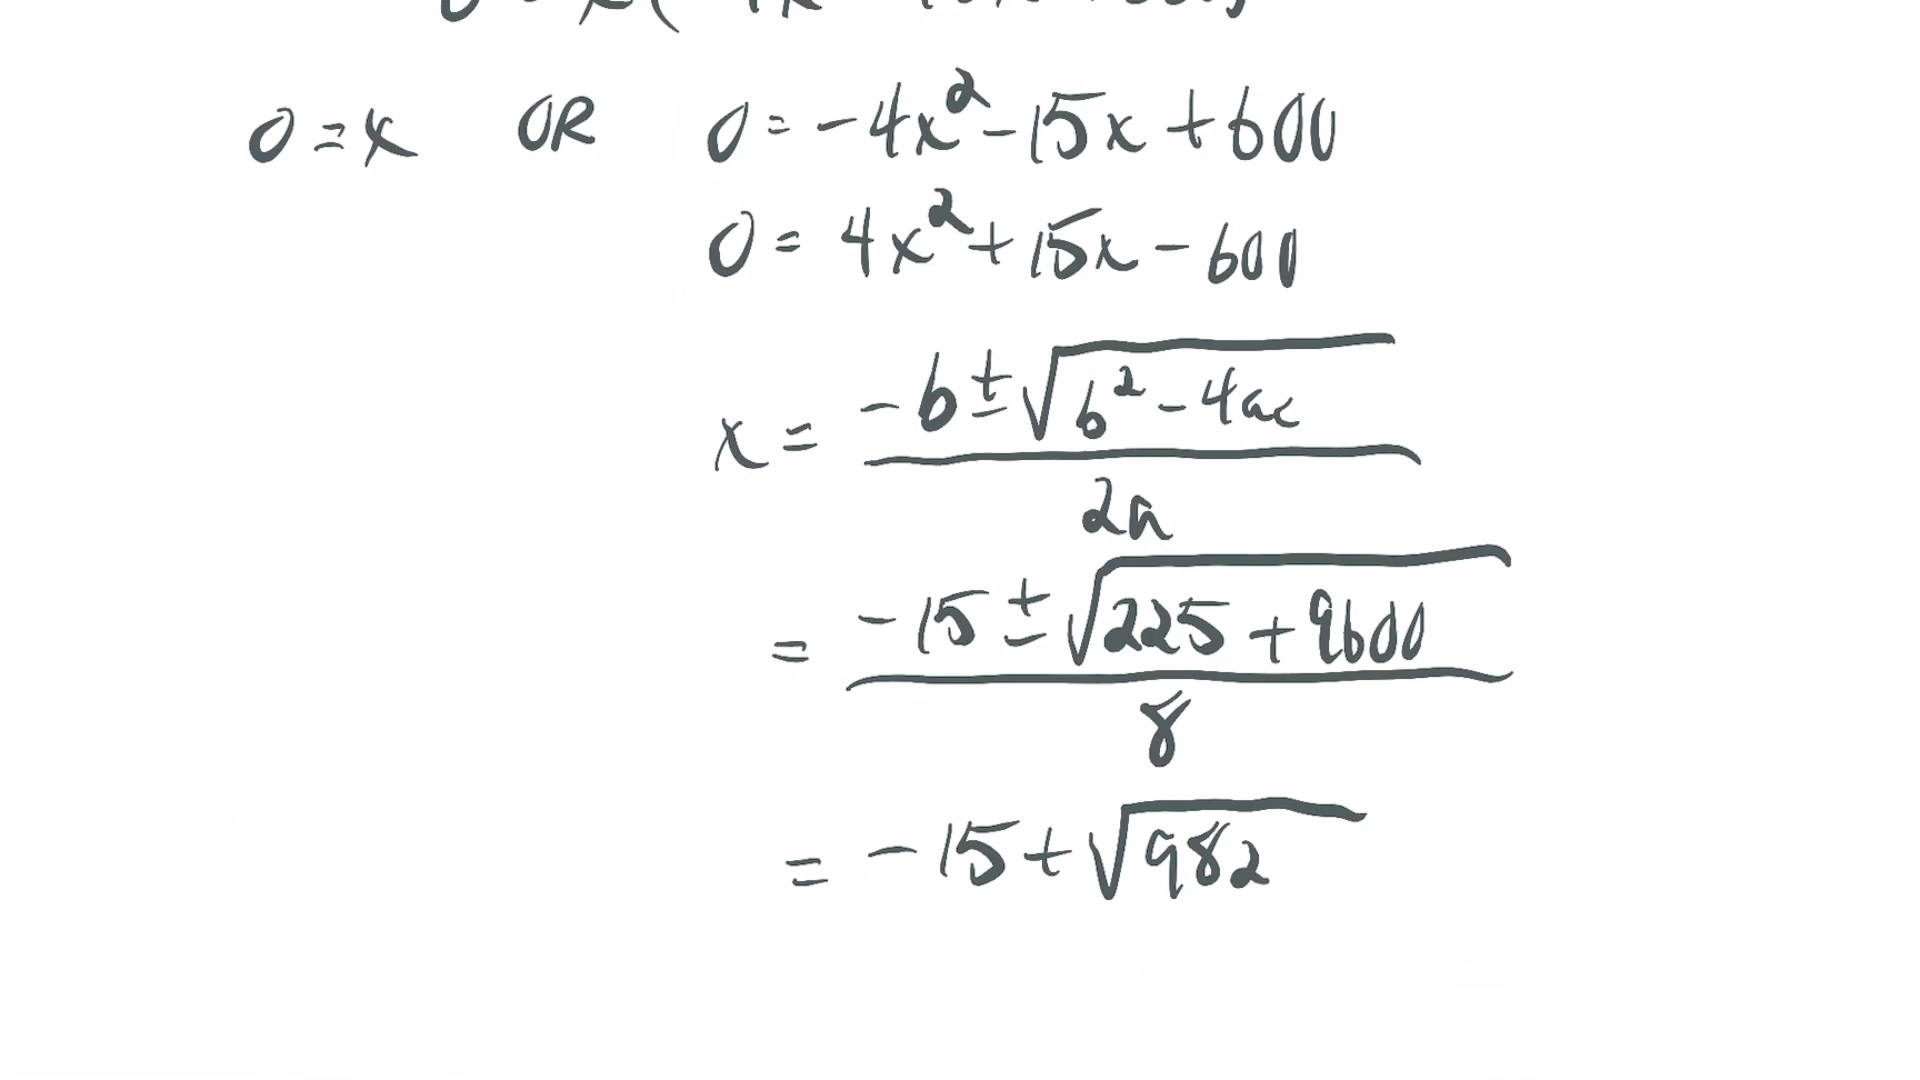 0 = x OR 0 = -4x² - 15x + 600
0 = 4x² + 15x - 600
x = (-b ± √(b² - 4ac)) / 2a
= (-15 ± √(225 + 9600)) / 8
= -15 + √982